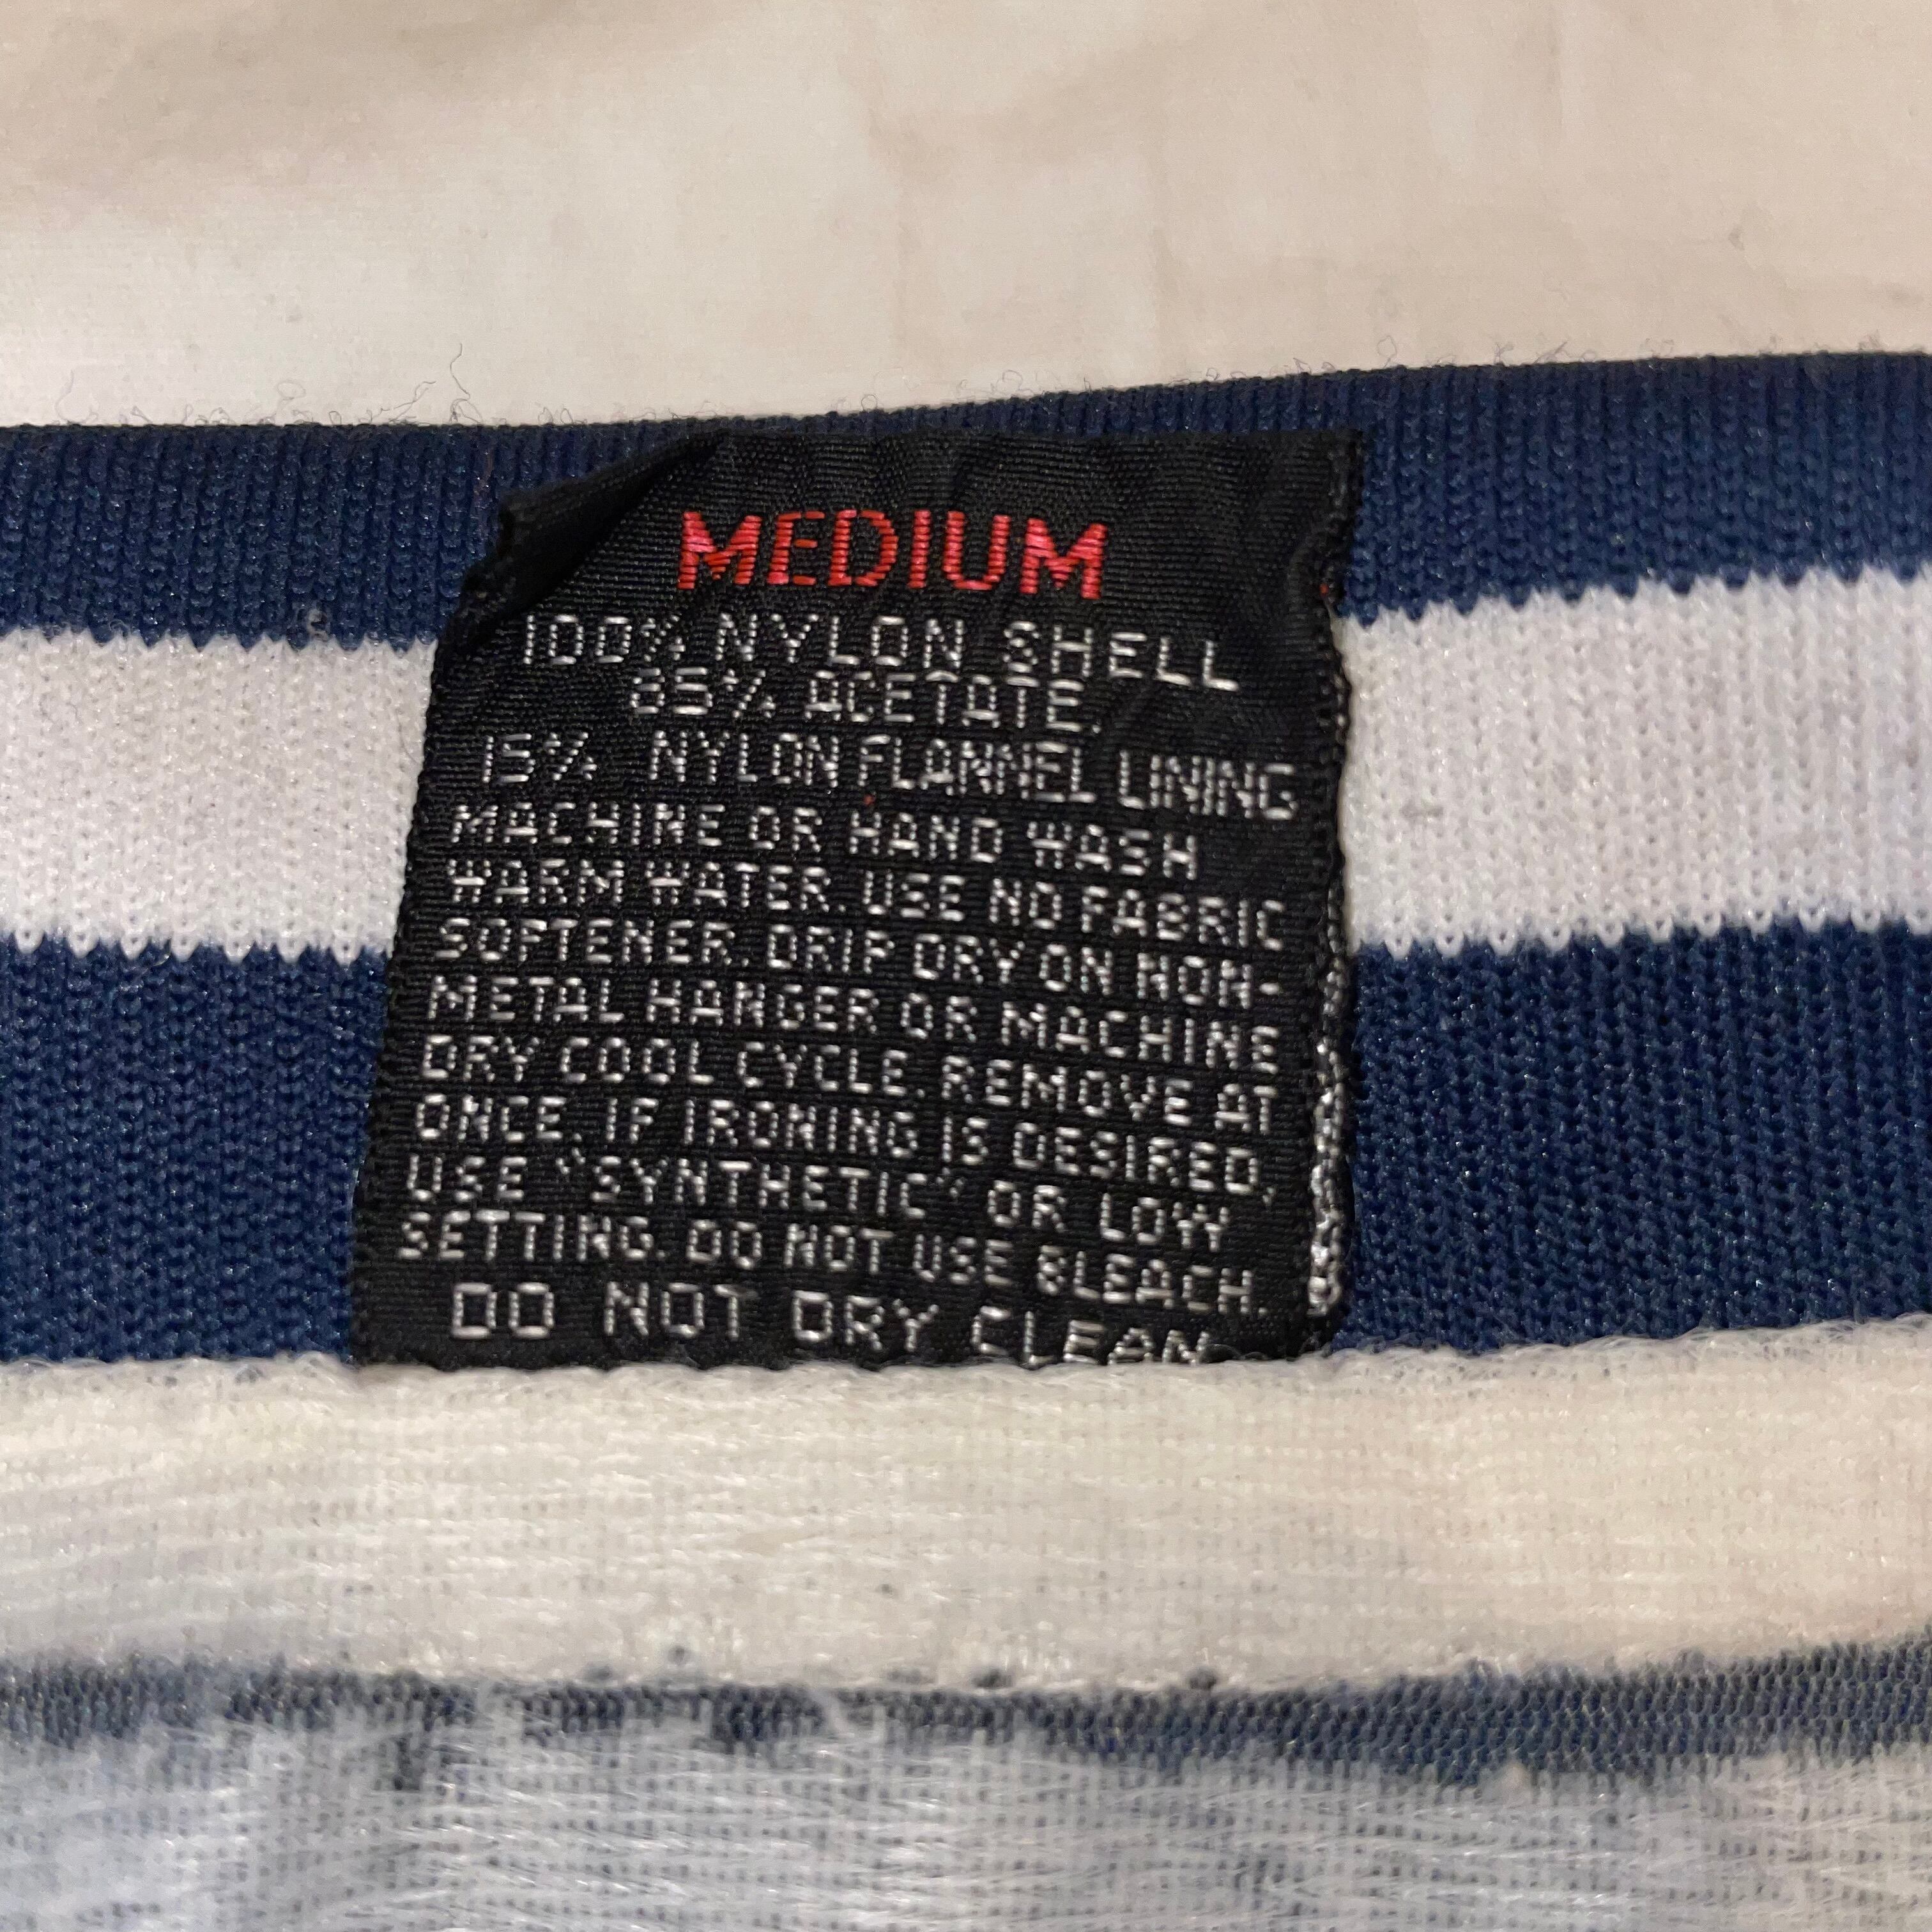 MEDIUM
100% NYLON SHELL
85% ACETATE,
15% NYLON FLANNEL LINING
MACHINE OR HAND WASH
WARM WATER. USE NO FABRIC
SOFTENER. DRIP DRY ON NON-
METAL HANGER OR MACHINE
DRY COOL CYCLE. REMOVE AT
ONCE. IF IRONING IS DESIRED,
USE "SYNTHETIC" OR LOW
SETTING. DO NOT USE BLEACH.
DO NOT DRY CLEAN